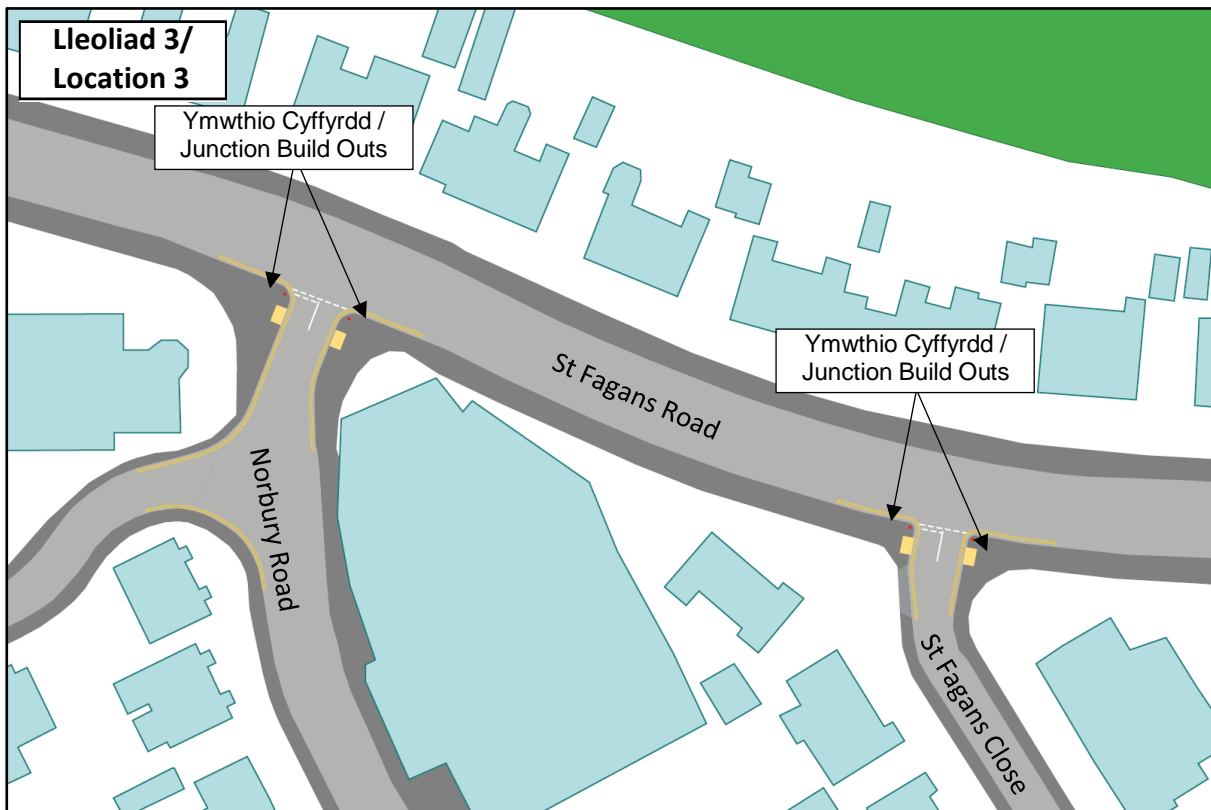 Lleoliad 3/
Location 3
Ymwthio Cyffyrdd /
Junction Build Outs
St Fagans Road
Ymwthio Cyffyrdd /
Junction Build Outs
Norbury Road
St Fagans Close